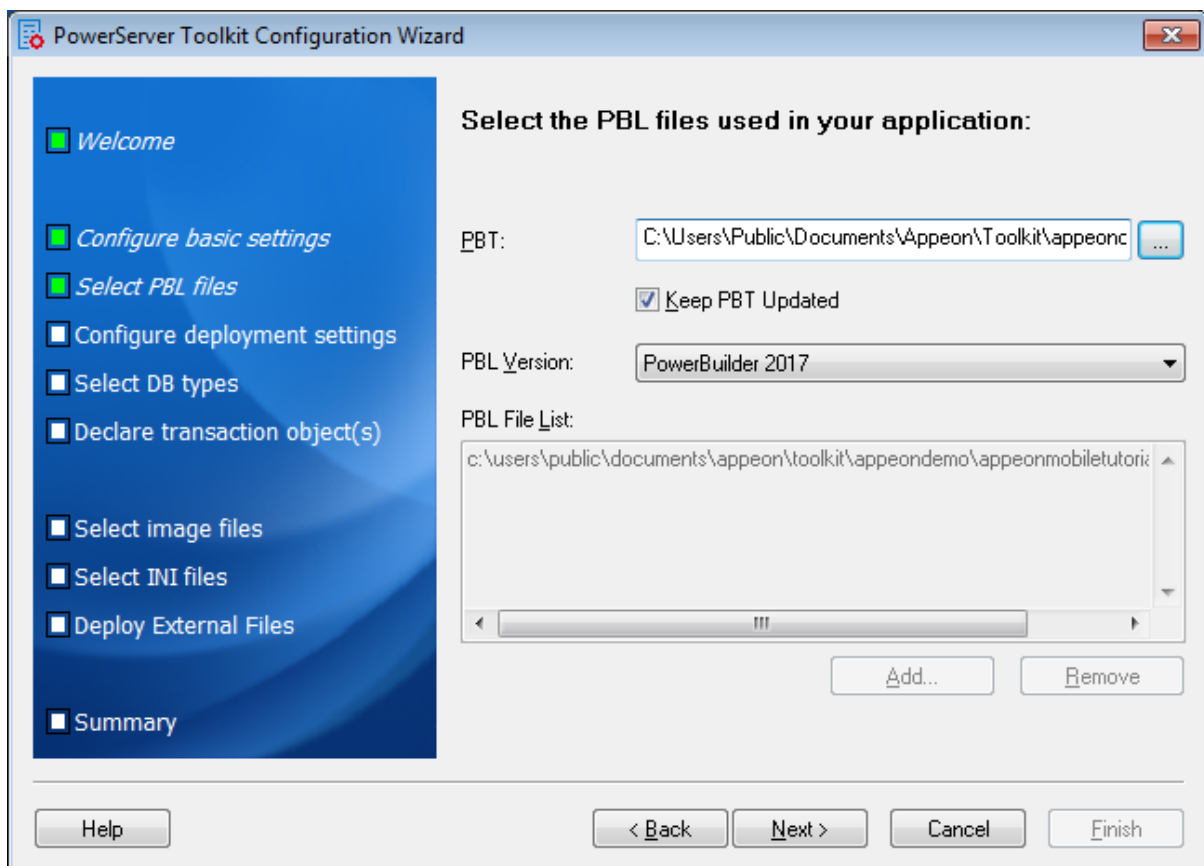 PowerServer Toolkit Configuration Wizard
Welcome
Configure basic settings
Select PBL files
Configure deployment settings
Select DB types
Declare transaction object(s)
Select image files
Select INI files
Deploy External Files
Summary
Select the PBL files used in your application:
PBT: C:\Users\Public\Documents\Appeon\Toolkit\appeond ...
Keep PBT Updated
PBL Version: PowerBuilder 2017
PBL File List:
c:\users\public\documents\appeon\toolkit\appeondemo\appeonmobiletutoria
Add... Remove
Help < Back Next > Cancel Finish